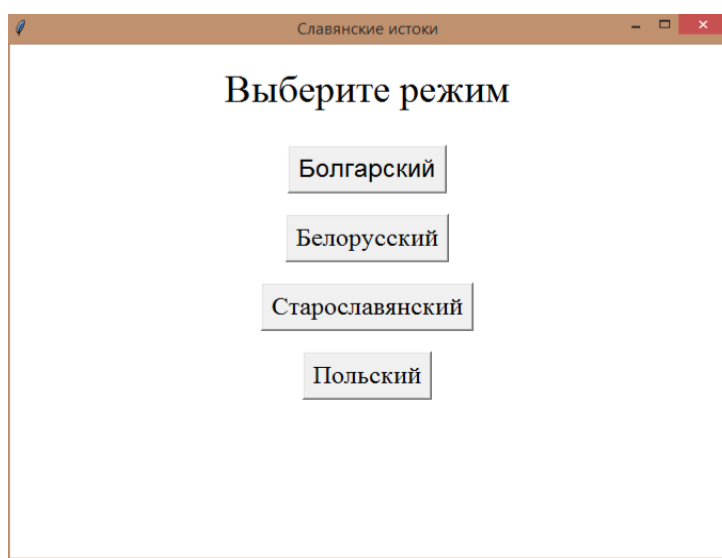 Славянские истоки
Выберите режим
Болгарский
Белорусский
Старославянский
Польский